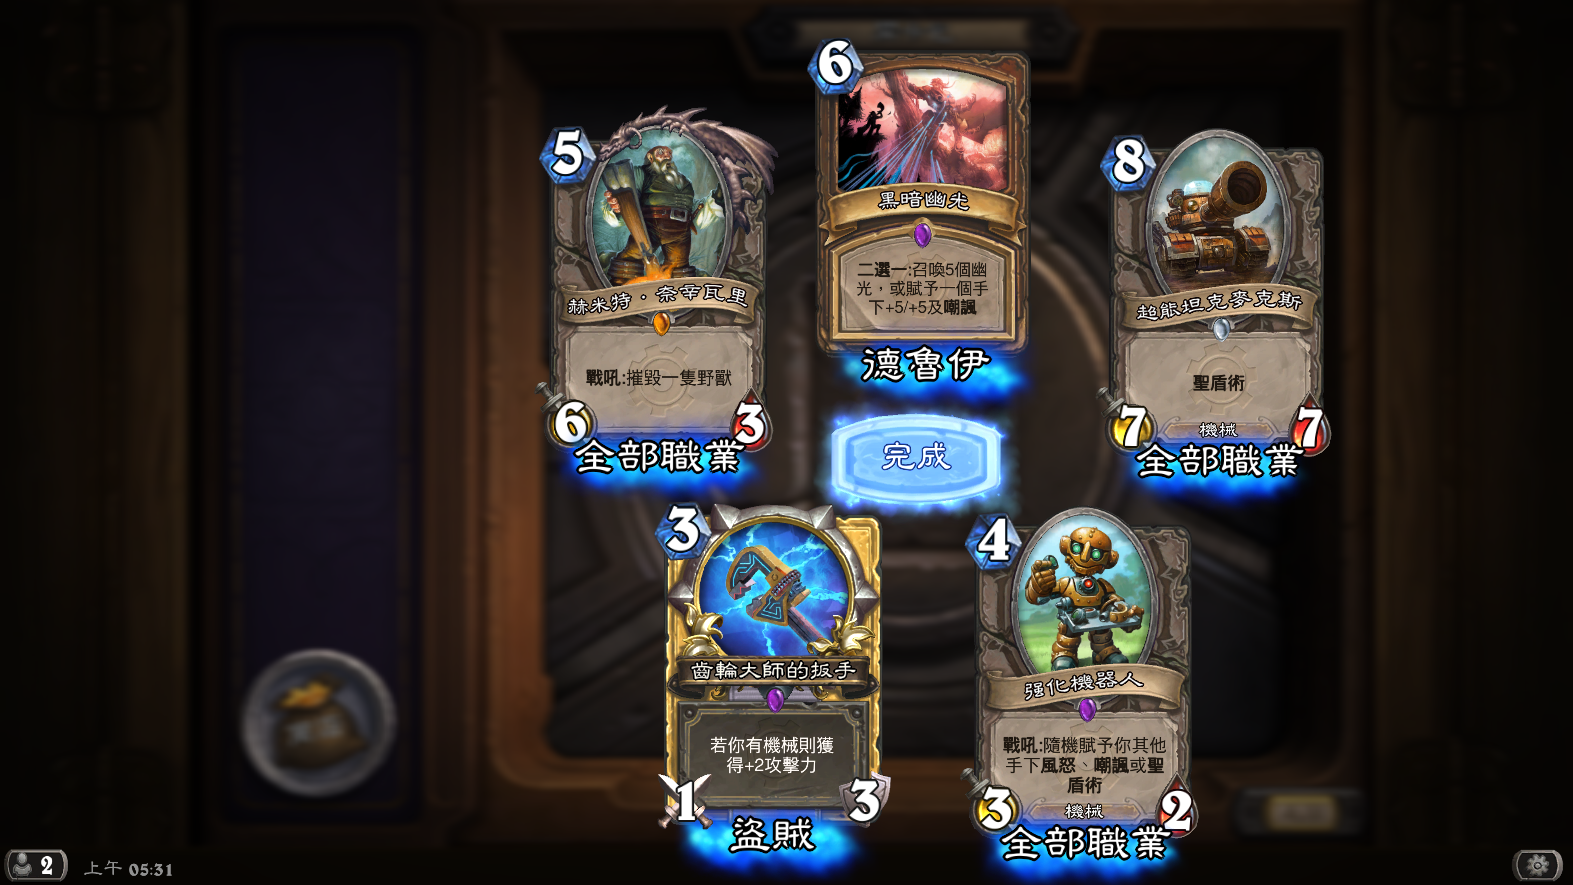 6
黑暗幽光
二選一:召喚5個幽
光，或賦予一個手
下+5/+5及嘲諷
德魯伊
5
赫米特·奈辛瓦里
戰吼:摧毀一隻野獸
6
3
全部職業
8
超能坦克麥克斯
聖盾術
7
機械
7
全部職業
完成
3
齒輪大師的扳手
若你有機械則獲
得+2攻擊力
1
3
盜賊
4
強化機器人
戰吼:隨機賦予你其他
手下風怒、嘲諷或聖
盾術
3
機械
2
全部職業
2
上午 05:31